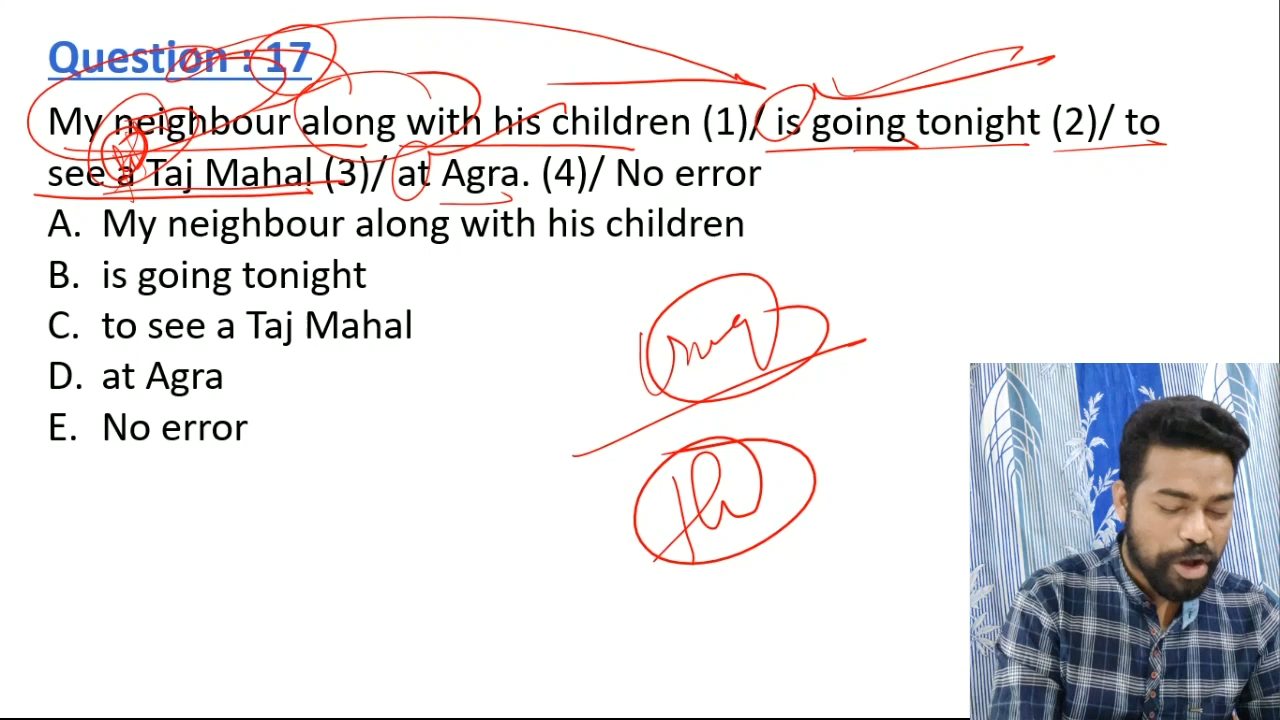 Question : 17
My neighbour along with his children (1)/ is going tonight (2)/ to
see a Taj Mahal (3)/ at Agra. (4)/ No error
A. My neighbour along with his children
B. is going tonight
C. to see a Taj Mahal
D. at Agra
E. No error